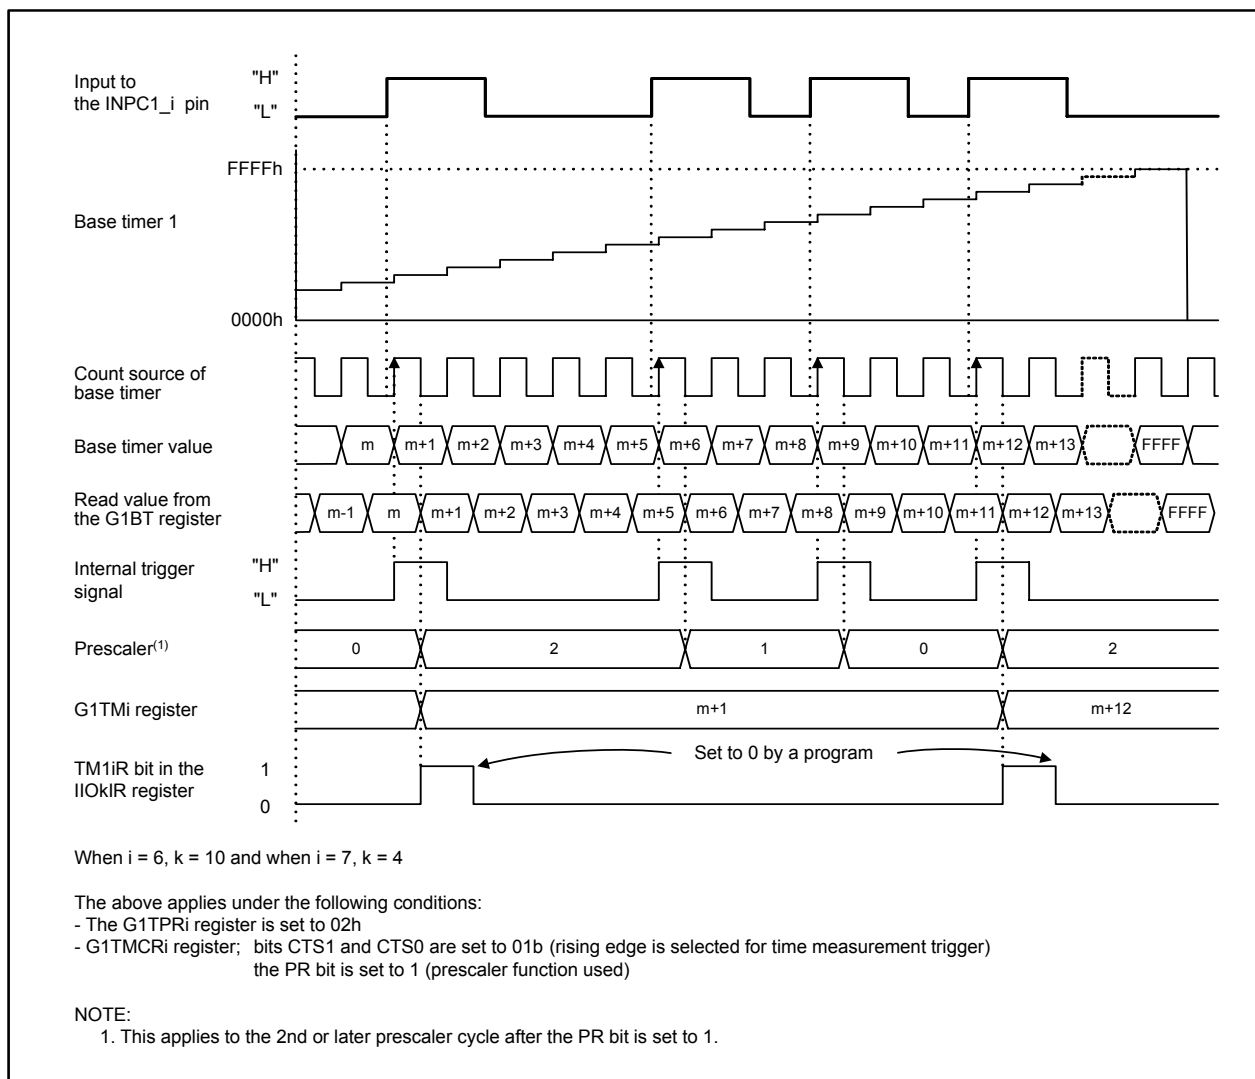 Input to
the INPC1_i pin
"H"
"L"
FFFFh
Base timer 1
0000h
Count source of
base timer
Base timer value
m m+1 m+2 m+3 m+4 m+5 m+6 m+7 m+8 m+9 m+10 m+11 m+12 m+13 FFFF
Read value from
the G1BT register
m-1 m m+1 m+2 m+3 m+4 m+5 m+6 m+7 m+8 m+9 m+10 m+11 m+12 m+13 FFFF
Internal trigger
signal
"H"
"L"
Prescaler(1)
0 2 1 0 2
G1TMi register
m+1 m+12
TM1iR bit in the
IIOkIR register
1
0
Set to 0 by a program
When i = 6, k = 10 and when i = 7, k = 4
The above applies under the following conditions:
- The G1TPRi register is set to 02h
- G1TMCRi register; bits CTS1 and CTS0 are set to 01b (rising edge is selected for time measurement trigger)
the PR bit is set to 1 (prescaler function used)
NOTE:
1. This applies to the 2nd or later prescaler cycle after the PR bit is set to 1.